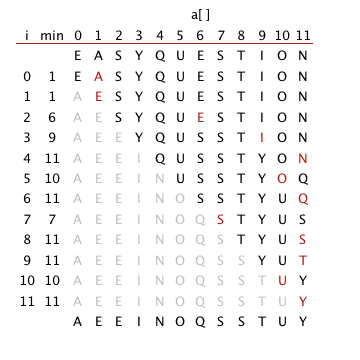 a[ ]
i min 0 1 2 3 4 5 6 7 8 9 10 11
E A S Y Q U E S T I O N
0 1 E A S Y Q U E S T I O N
1 1 A E S Y Q U E S T I O N
2 6 A E S Y Q U E S T I O N
3 9 A E E Y Q U S S T I O N
4 11 A E E I Q U S S T Y O N
5 10 A E E I N U S S T Y O Q
6 11 A E E I N O S S T Y U Q
7 7 A E E I N O Q S T Y U S
8 11 A E E I N O Q S T Y U S
9 11 A E E I N O Q S S Y U T
10 10 A E E I N O Q S S T U Y
11 11 A E E I N O Q S S T U Y
A E E I N O Q S S T U Y